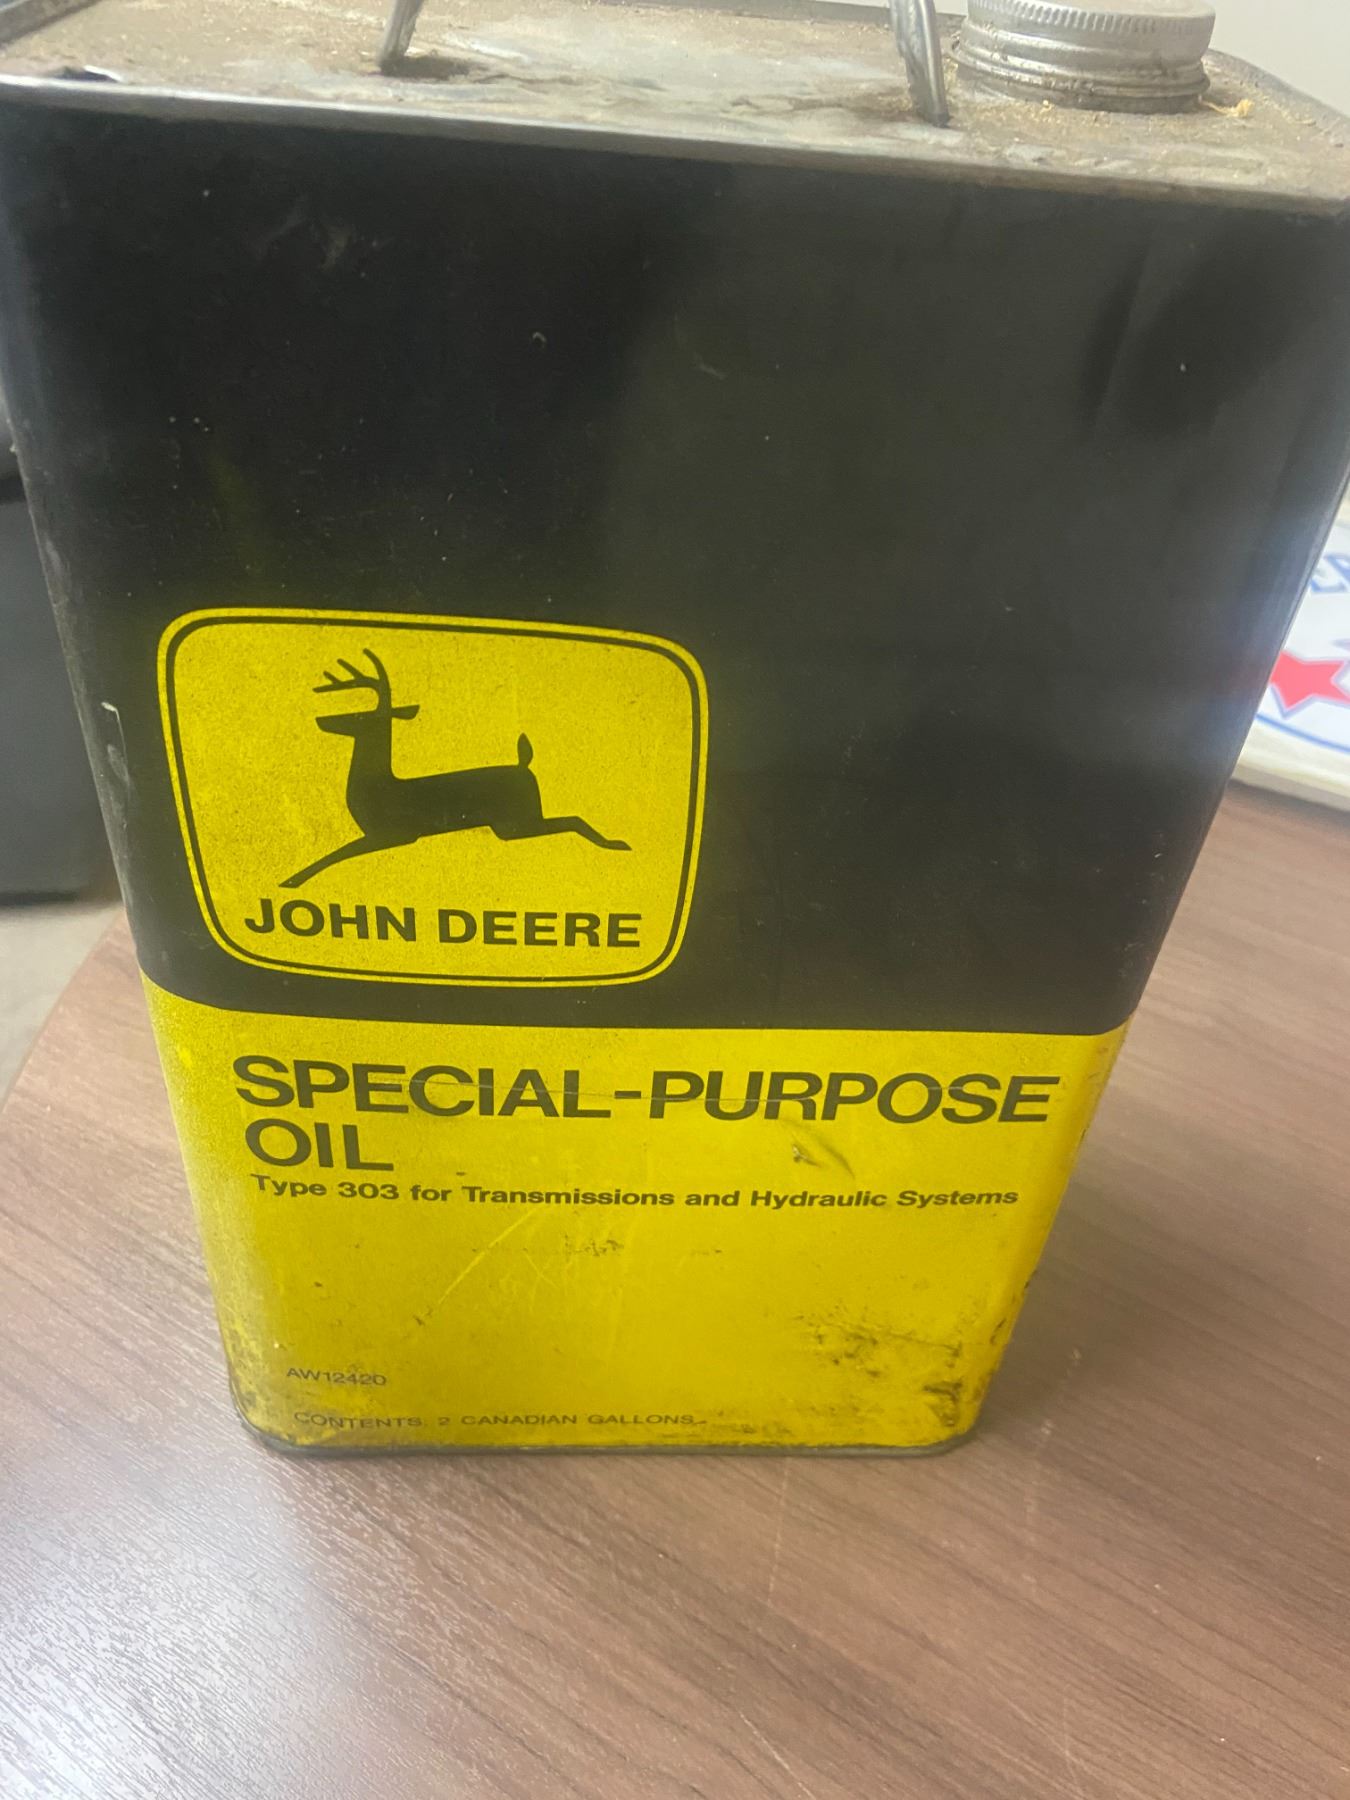 JOHN DEERE
SPECIAL-PURPOSE
OIL
Type 303 for Transmissions and Hydraulic Systems
AW12420
CONTENTS: 2 CANADIAN GALLONS